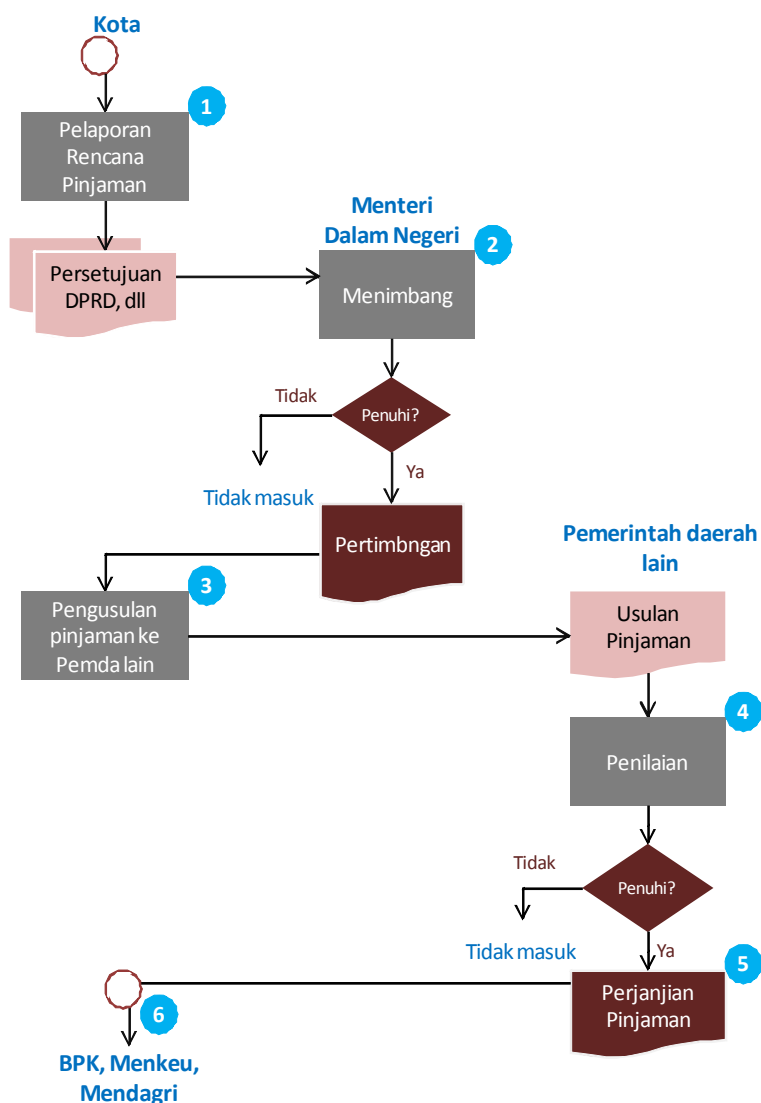 Kota
1
Pelaporan
Rencana
Pinjaman
Persetujuan
DPRD, dll
Menteri
Dalam Negeri
2
Menimbang
Tidak
Penuhi?
Ya
Tidak masuk
Pertimbngan
3
Pengusulan
pinjaman ke
Pemda lain
Pemerintah daerah
lain
Usulan
Pinjaman
4
Penilaian
Tidak
Penuhi?
Ya
Tidak masuk
5
Perjanjian
Pinjaman
6
BPK, Menkeu,
Mendagri